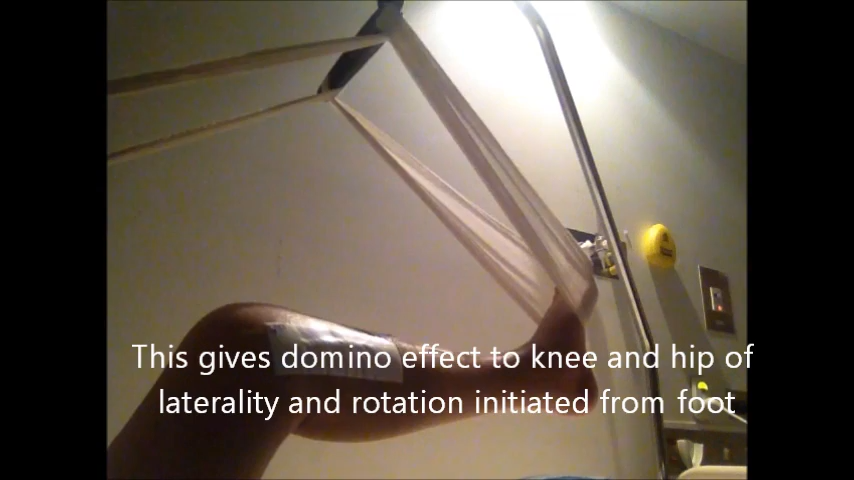 This gives domino effect to knee and hip of
laterality and rotation initiated from foot